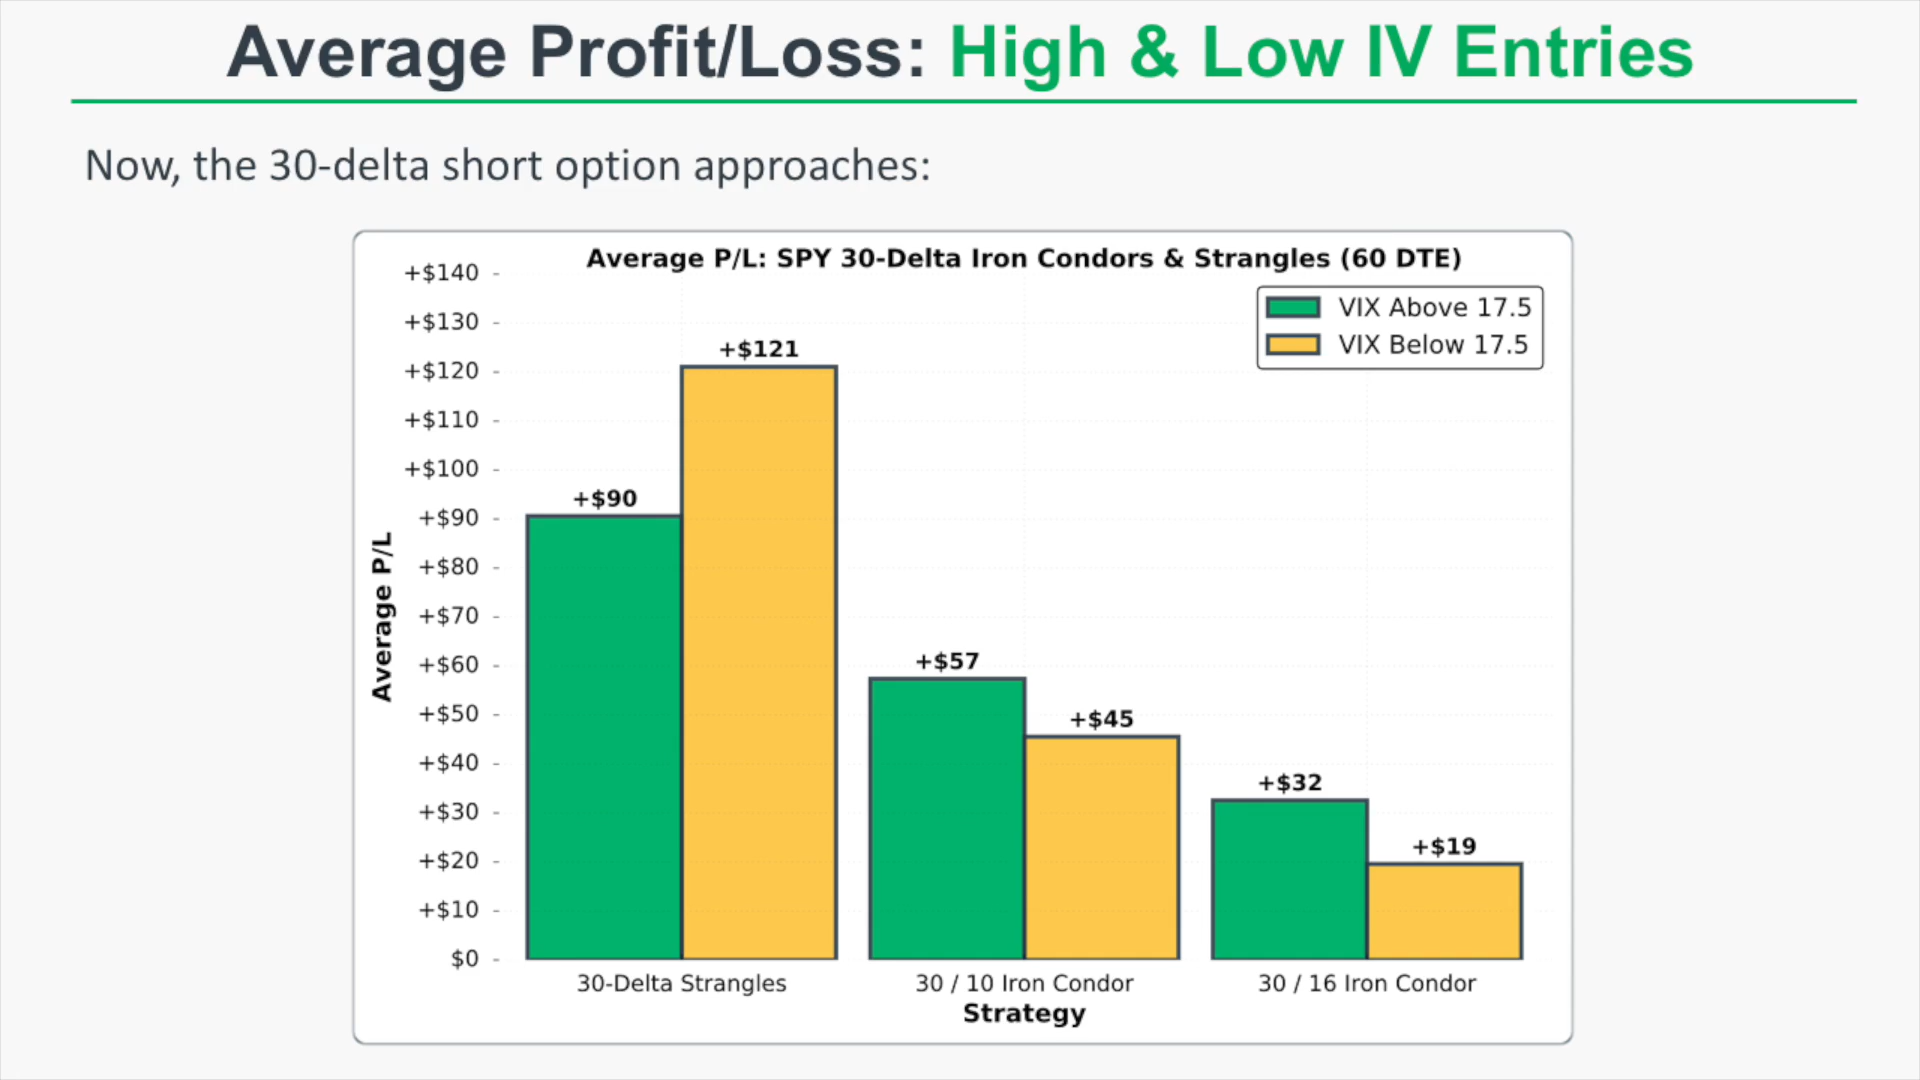 Average Profit/Loss: High & Low IV Entries
Now, the 30-delta short option approaches:
Average P/L: SPY 30-Delta Iron Condors & Strangles (60 DTE)
VIX Above 17.5
VIX Below 17.5
Average P/L
+$140
+$130
+$120
+$110
+$100
+$90
+$80
+$70
+$60
+$50
+$40
+$30
+$20
+$10
$0
+$90
+$121
+$57
+$45
+$32
+$19
30-Delta Strangles
30 / 10 Iron Condor
30 / 16 Iron Condor
Strategy